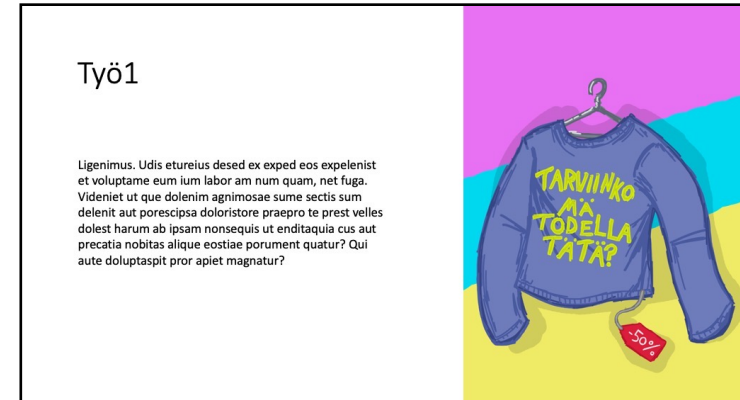 Työ1
Ligenimus. Udis etureius desed ex exped eos expelenist
et voluptame eum ium labor am num quam, net fuga.
Videniet ut que dolenim agnimosae sume sectis sum
delenit aut porescipsa doloristore praepro te prest velles
dolest harum ab ipsam nonsequis ut enditaquia cus aut
precatia nobitas alique eostiae porument quatur? Qui
aute doluptaspit pror apiet magnatur?
TARVIINKO
MÄ
TODELLA
TÄTÄ?
-50%